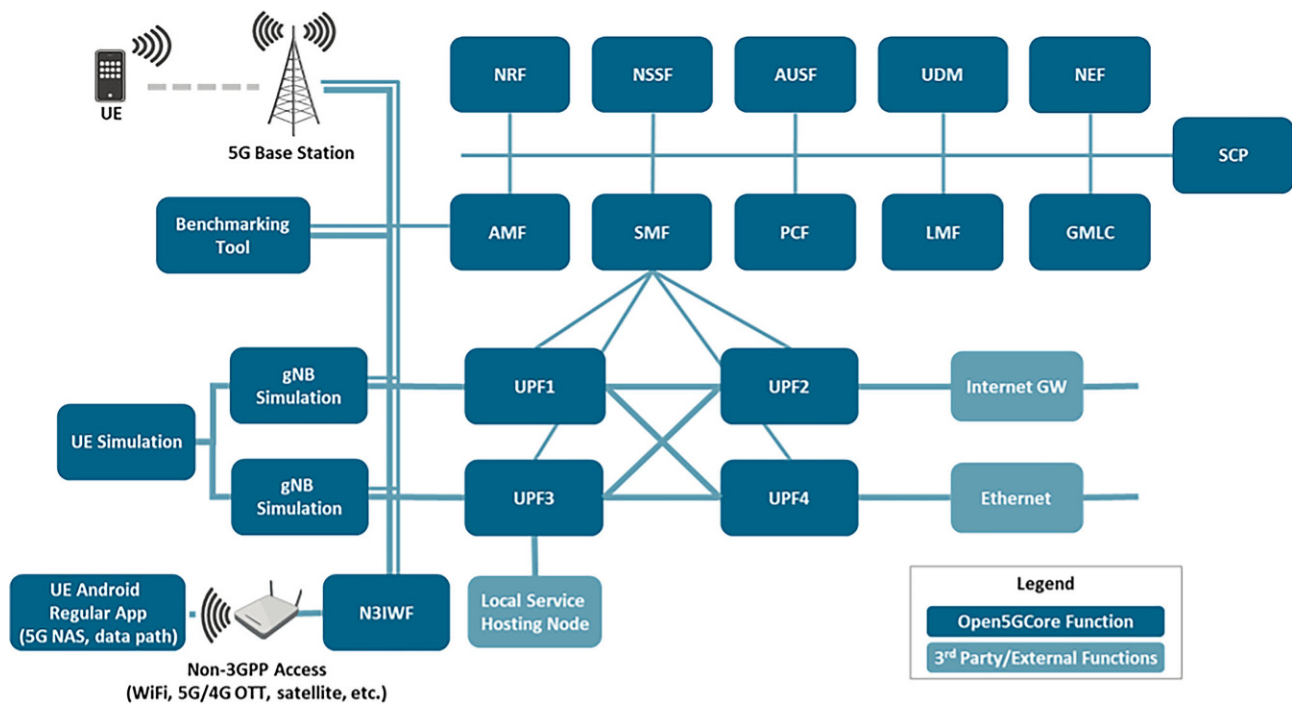 UE
5G Base Station
NRF
NSSF
AUSF
UDM
NEF
SCP
Benchmarking
Tool
AMF
SMF
PCF
LMF
GMLC
gNB
Simulation
UPF1
UPF2
Internet GW
UE Simulation
gNB
Simulation
UPF3
UPF4
Ethernet
UE Android
Regular App
(5G NAS, data path)
N3IWF
Local Service
Hosting Node
Non-3GPP Access
(WiFi, 5G/4G OTT, satellite, etc.)
Legend
Open5GCore Function
3rd Party/External Functions